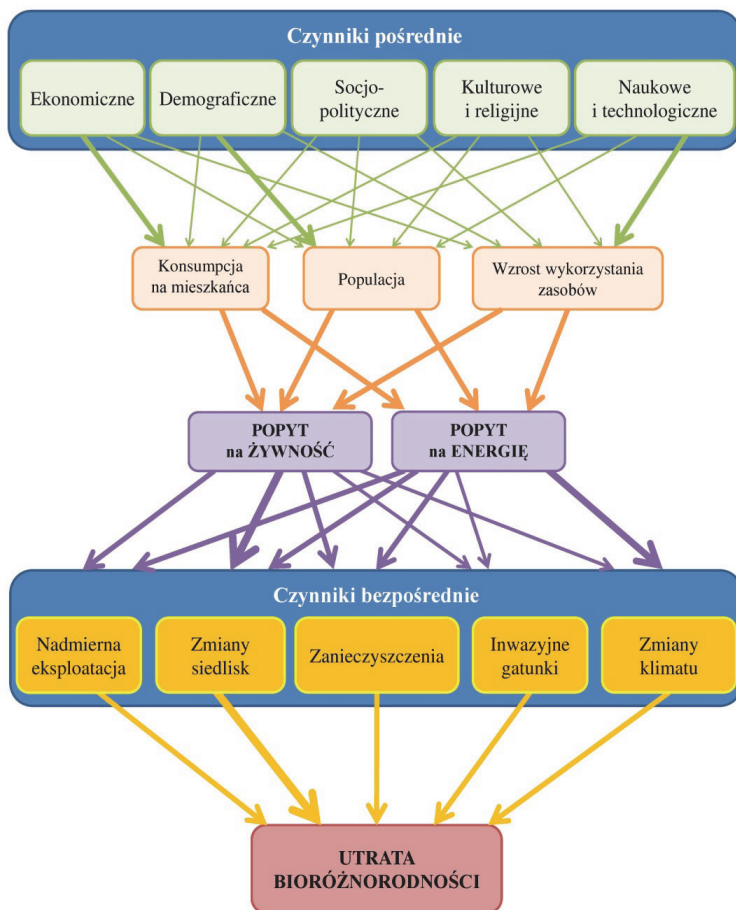 Czynniki pośrednie
Ekonomiczne
Demograficzne
Socjo-
polityczne
Kulturowe
i religijne
Naukowe
i technologiczne
Konsumpcja
na mieszkańca
Populacja
Wzrost wykorzystania
zasobów
POPYT
na ŻYWNOŚĆ
POPYT
na ENERGIĘ
Czynniki bezpośrednie
Nadmierna
eksploatacja
Zmiany
siedlisk
Zanieczyszczenia
Inwazyjne
gatunki
Zmiany
klimatu
UTRATA
BIORÓŻNORODNOŚCI